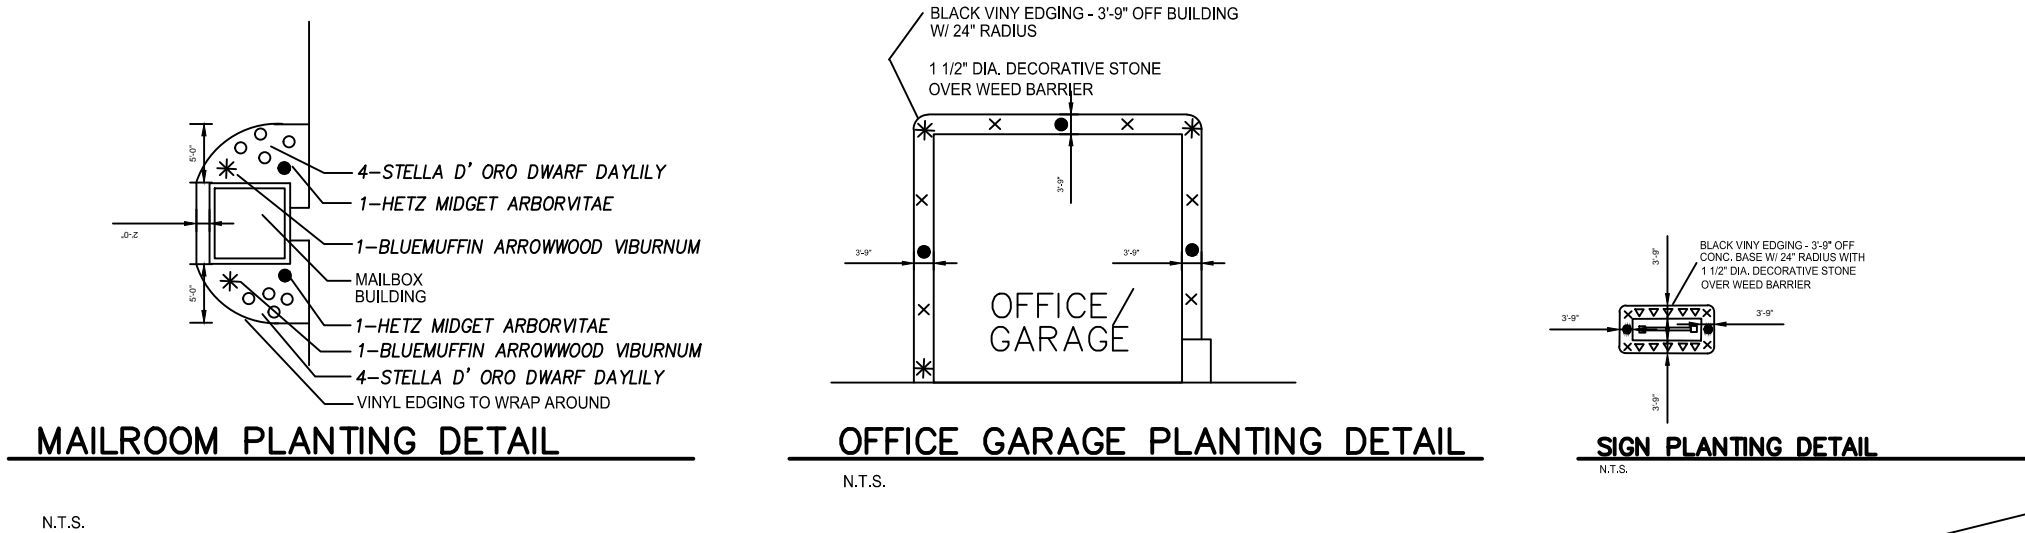 5'-0"
4-STELLA D' ORO DWARF DAYLILY
1-HETZ MIDGET ARBORVITAE
2'-0"
1-BLUEMUFFIN ARROWWOOD VIBURNUM
MAILBOX
BUILDING
5'-0"
1-HETZ MIDGET ARBORVITAE
1-BLUEMUFFIN ARROWWOOD VIBURNUM
4-STELLA D' ORO DWARF DAYLILY
VINYL EDGING TO WRAP AROUND
MAILROOM PLANTING DETAIL
N.T.S.
BLACK VINY EDGING - 3'-9" OFF BUILDING
W/ 24" RADIUS
1 1/2" DIA. DECORATIVE STONE
OVER WEED BARRIER
3'-9"
3'-9"
3'-9"
OFFICE
GARAGE
OFFICE GARAGE PLANTING DETAIL
N.T.S.
BLACK VINY EDGING - 3'-9" OFF
CONC. BASE W/ 24" RADIUS WITH
1 1/2" DIA. DECORATIVE STONE
OVER WEED BARRIER
3'-9"
3'-9"
3'-9"
3'-9"
SIGN PLANTING DETAIL
N.T.S.